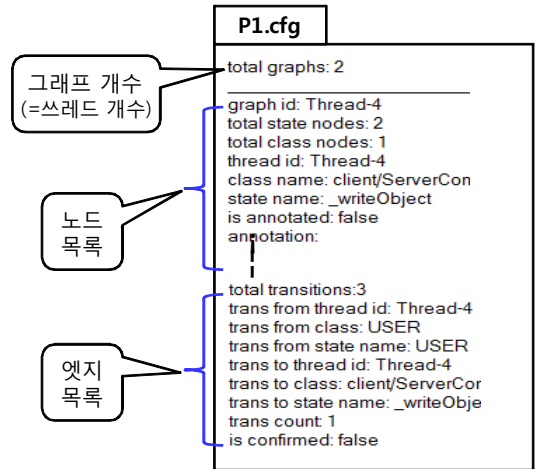 P1.cfg
그래프 개수
(=쓰레드 개수)
total graphs: 2
graph id: Thread-4
total state nodes: 2
total class nodes: 1
thread id: Thread-4
class name: client/ServerCon
state name: _writeObject
is annotated: false
annotation:
노드
목록
total transitions:3
trans from thread id: Thread-4
trans from class: USER
trans from state name: USER
trans to thread id: Thread-4
trans to class: client/ServerCor
trans to state name: _writeObje
trans count: 1
is confirmed: false
엣지
목록